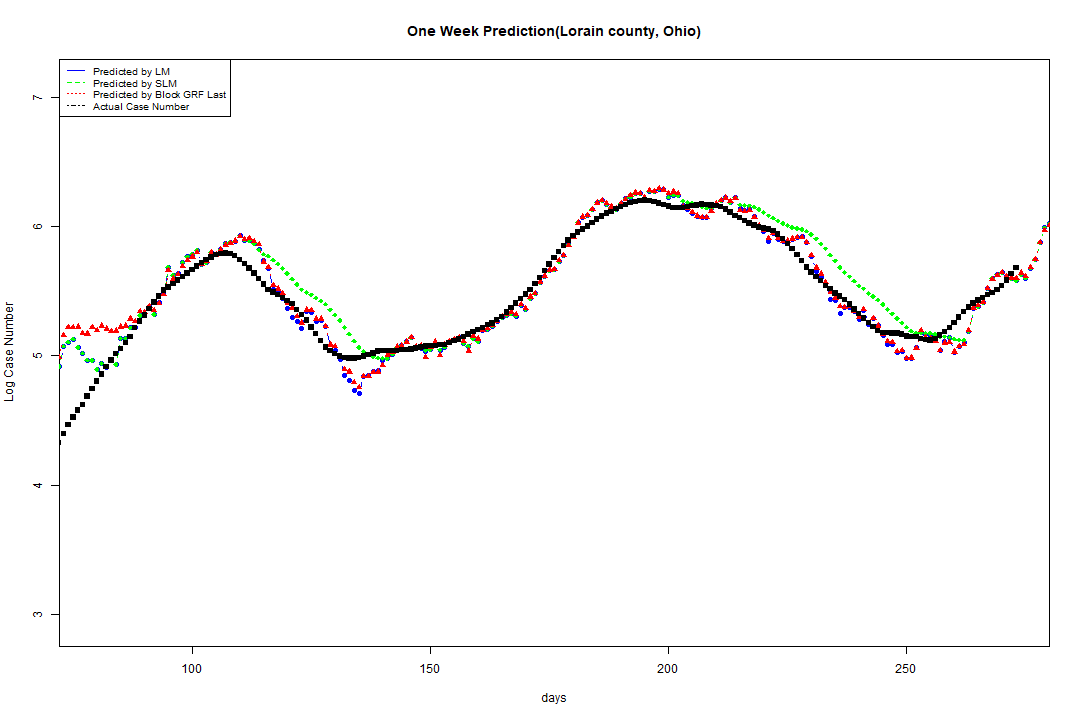 One Week Prediction(Lorain county, Ohio)
Predicted by LM
Predicted by SLM
Predicted by Block GRF Last
Actual Case Number
7
6
5
4
3
Log Case Number
100 150 200 250
days